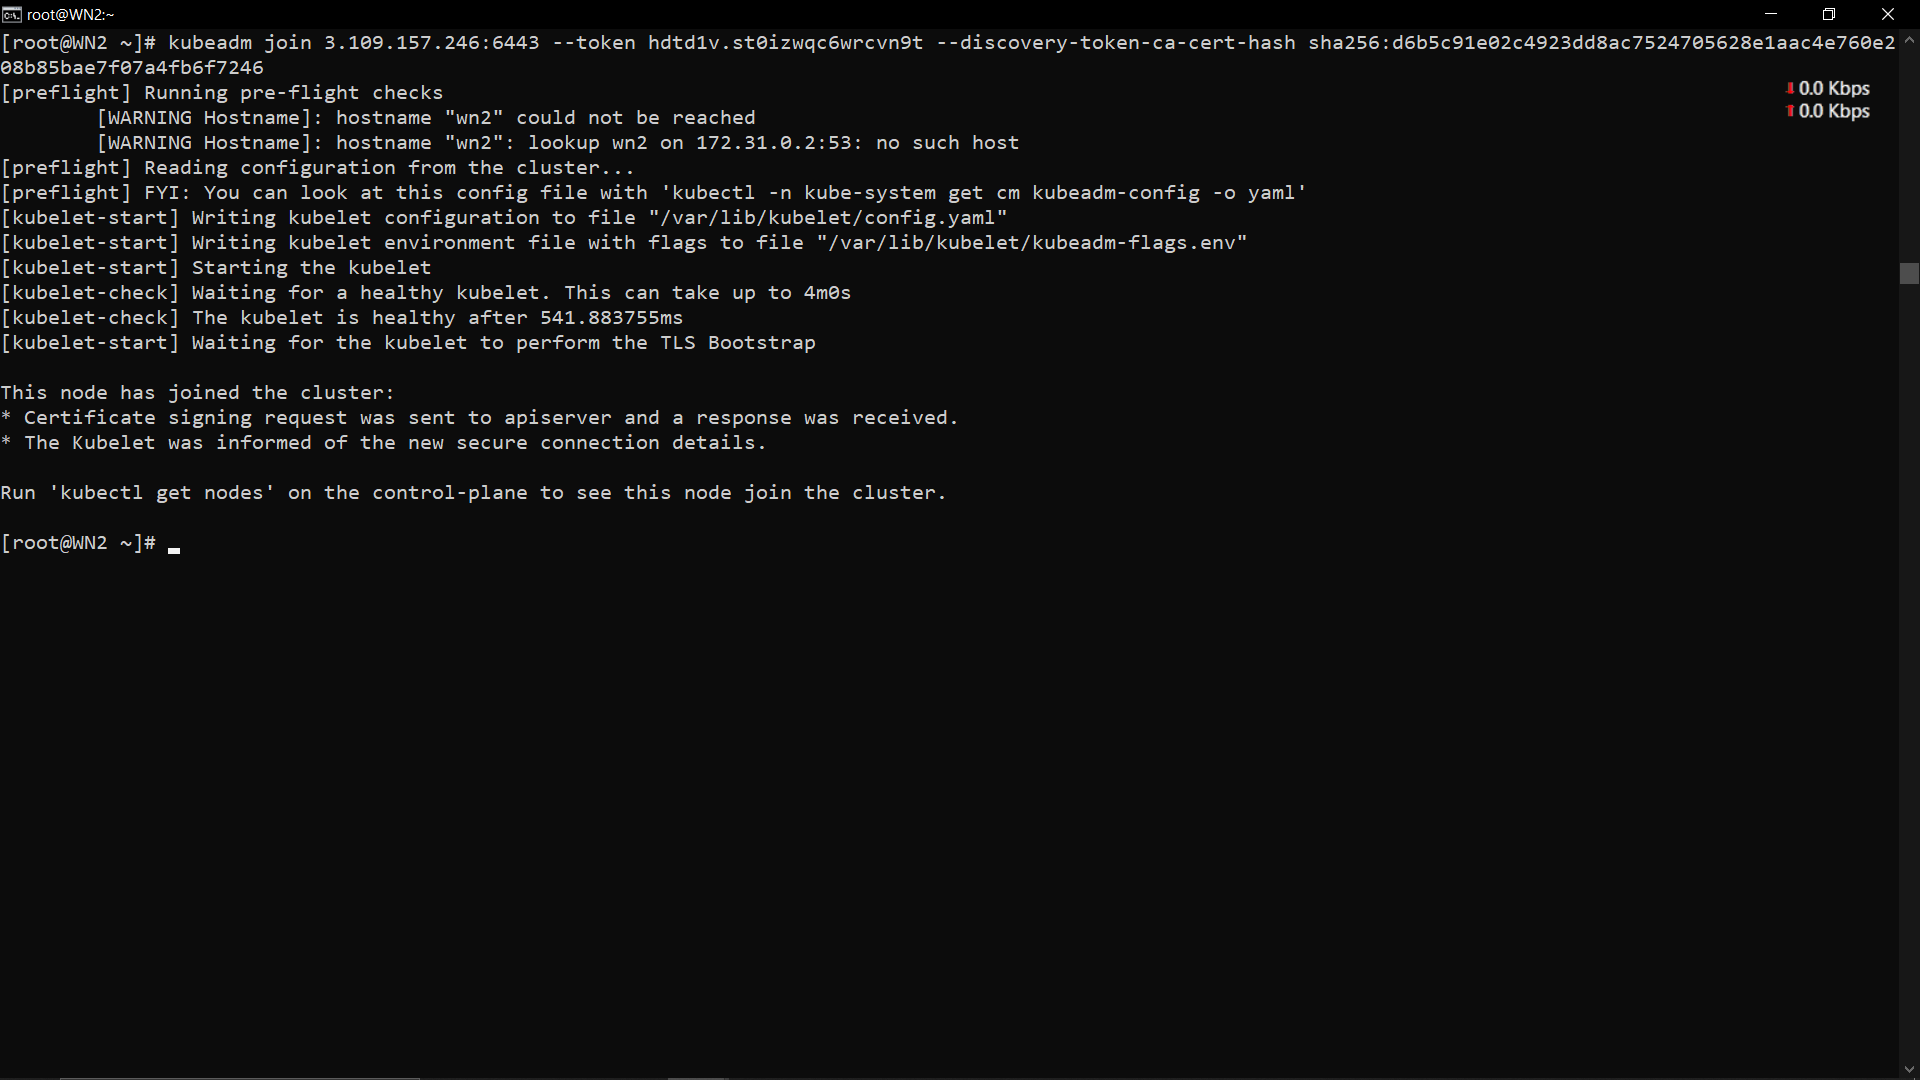 root@WN2:~
[root@WN2 ~]# kubeadm join 3.109.157.246:6443 --token hdtd1v.st0izwqc6wrcvn9t --discovery-token-ca-cert-hash sha256:d6b5c91e02c4923dd8ac7524705628e1aac4e760e2
08b85bae7f07a4fb6f7246
[preflight] Running pre-flight checks
0.0 Kbps
0.0 Kbps
        [WARNING Hostname]: hostname "wn2" could not be reached
        [WARNING Hostname]: hostname "wn2": lookup wn2 on 172.31.0.2:53: no such host
[preflight] Reading configuration from the cluster...
[preflight] FYI: You can look at this config file with 'kubectl -n kube-system get cm kubeadm-config -o yaml'
[kubelet-start] Writing kubelet configuration to file "/var/lib/kubelet/config.yaml"
[kubelet-start] Writing kubelet environment file with flags to file "/var/lib/kubelet/kubeadm-flags.env"
[kubelet-start] Starting the kubelet
[kubelet-check] Waiting for a healthy kubelet. This can take up to 4m0s
[kubelet-check] The kubelet is healthy after 541.883755ms
[kubelet-start] Waiting for the kubelet to perform the TLS Bootstrap
This node has joined the cluster:
* Certificate signing request was sent to apiserver and a response was received.
* The Kubelet was informed of the new secure connection details.
Run 'kubectl get nodes' on the control-plane to see this node join the cluster.
[root@WN2 ~]#